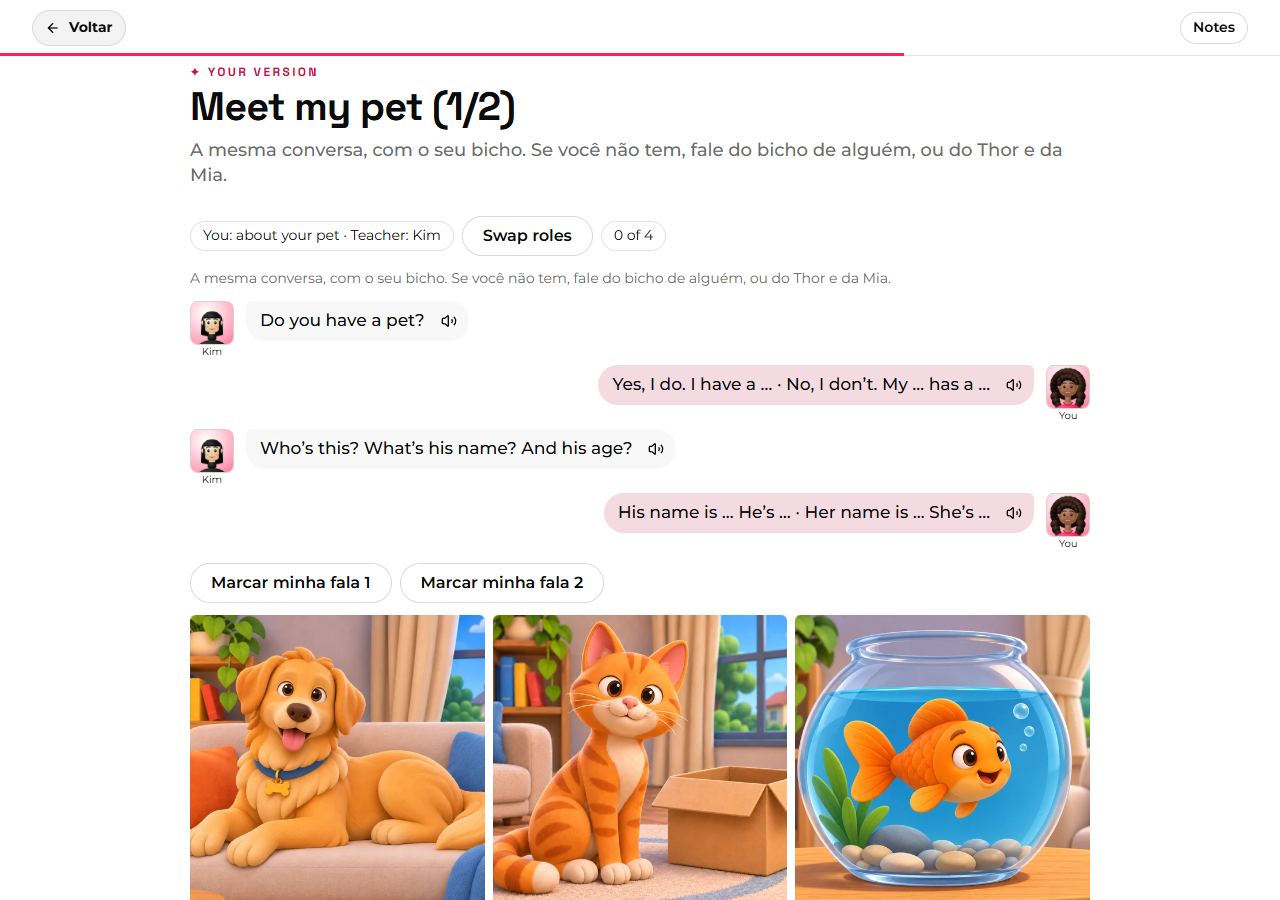 Voltar
Notes
✦ YOUR VERSION
Meet my pet (1/2)
A mesma conversa, com o seu bicho. Se você não tem, fale do bicho de alguém, ou do Thor e da
Mia.
You: about your pet · Teacher: Kim
Swap roles
0 of 4
A mesma conversa, com o seu bicho. Se você não tem, fale do bicho de alguém, ou do Thor e da Mia.
Do you have a pet?
Kim
Yes, I do. I have a ... · No, I don’t. My ... has a ...
You
Who’s this? What’s his name? And his age?
Kim
His name is ... He’s ... · Her name is ... She’s ...
You
Marcar minha fala 1
Marcar minha fala 2